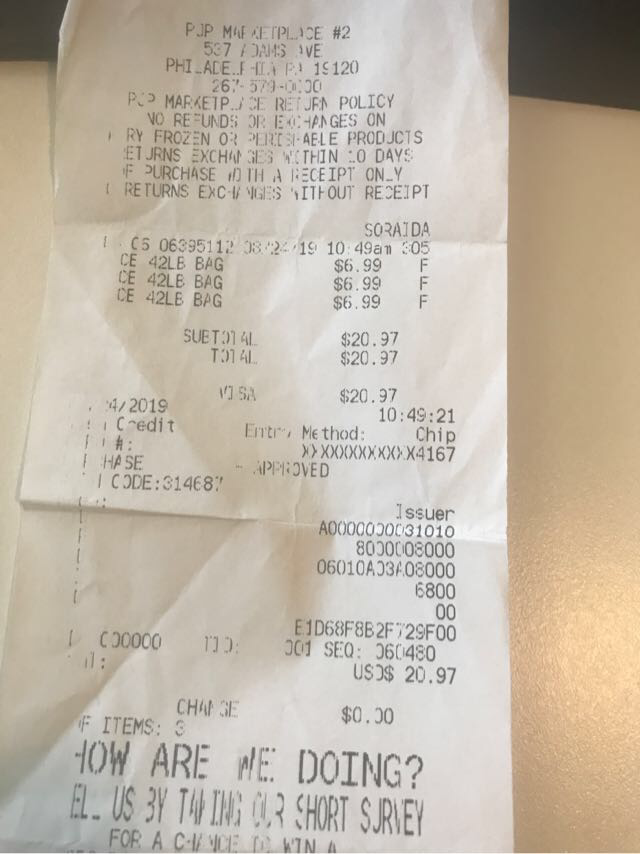 PJP MARKETPLACE #2
537 ADAMS AVE
PHILADELPHIA PA 19120
267-579-0000
PJP MARKETPLACE RETURN POLICY
NO REFUNDS OR EXCHANGES ON
RY FROZEN OR PERISHABLE PRODUCTS
ETURNS EXCHANGES WITHIN 10 DAYS
F PURCHASE WITH A RECEIPT ONLY
RETURNS EXCHANGES WITHOUT RECEIPT
SORAIDA
CS 06395112 08/24/19 10:49am 305
CE 42LB BAG $6.99 F
CE 42LB BAG $6.99 F
CE 42LB BAG $6.99 F
SUBTOTAL $20.97
TOTAL $20.97
VISA $20.97
4/2019 10:49:21
Credit Entry Method: Chip
#: XXXXXXXXXXXX4167
HASE - APPROVED
CODE:314687
Issuer
A0000000031010
8000008000
06010A03A08000
6800
00
E1D68F8B2F729F00
C00000 TID: 001 SEQ: 060480
USD$ 20.97
CHANGE $0.00
F ITEMS: 3
HOW ARE WE DOING?
ELL US BY TAKING OUR SHORT SURVEY
FOR A CHANCE TO WIN A